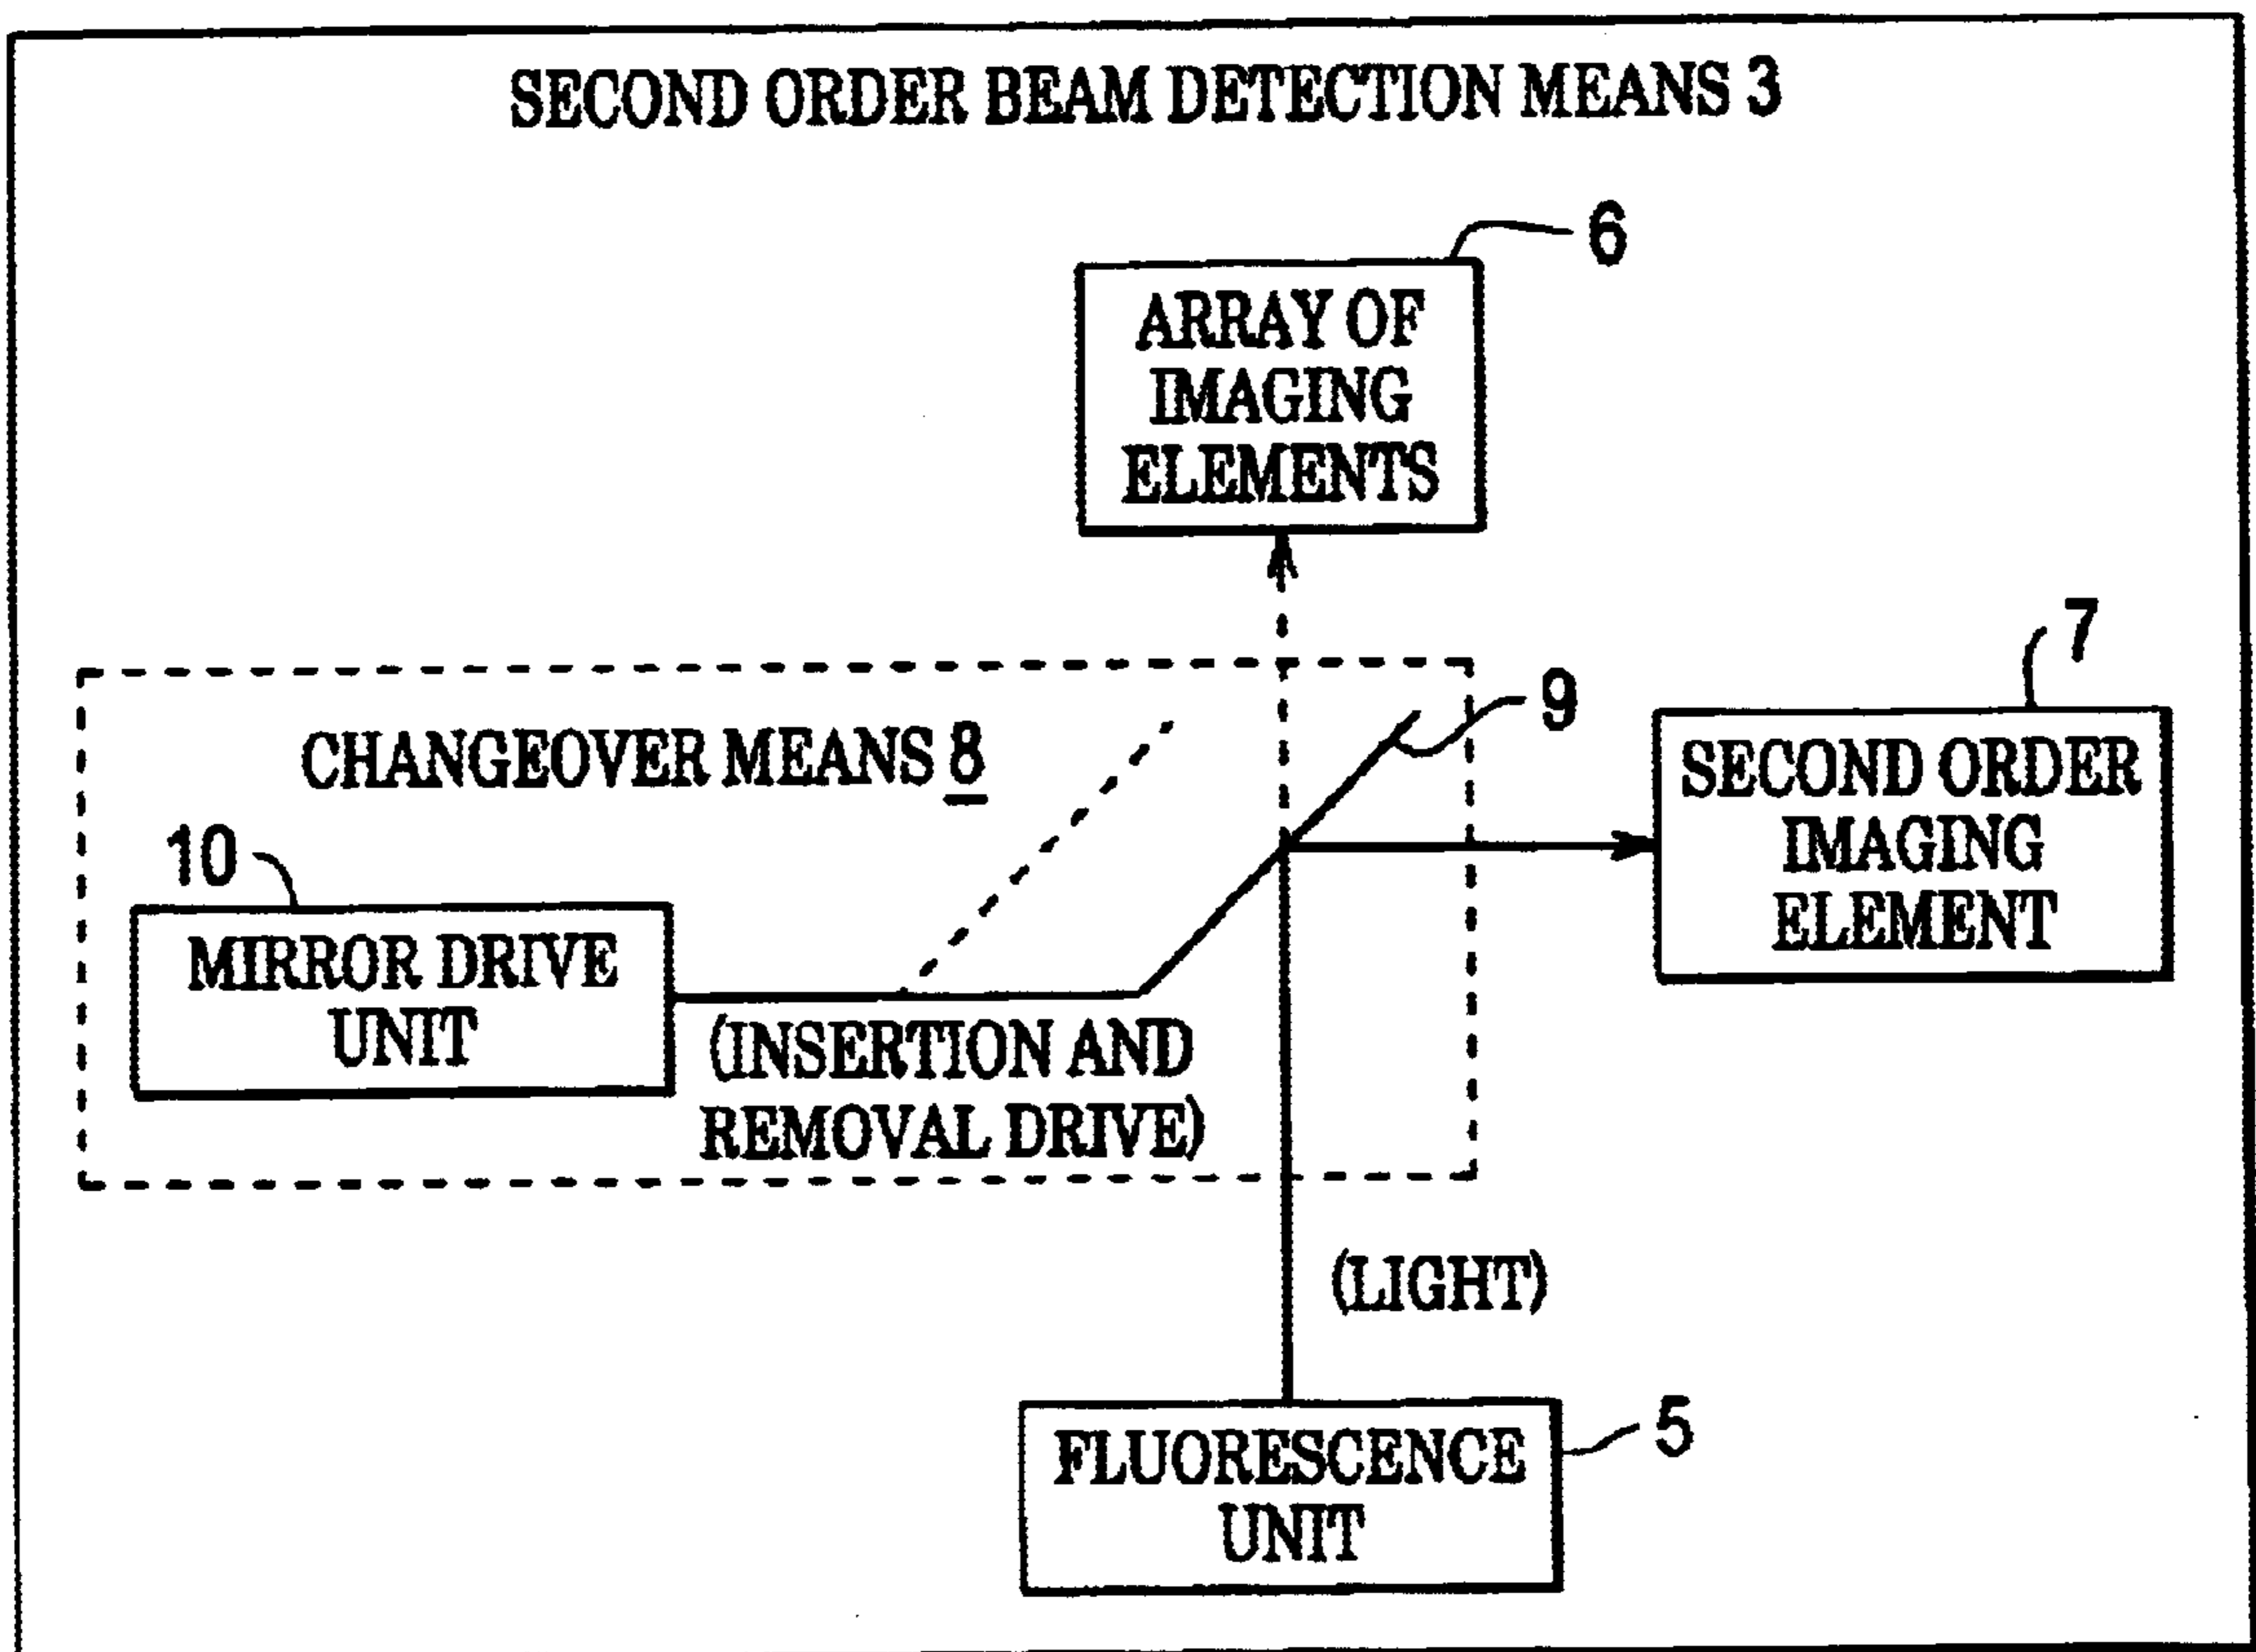 SECOND ORDER BEAM DETECTION MEANS 3
6
ARRAY OF
IMAGING
ELEMENTS
7
9
CHANGEOVER MEANS 8
SECOND ORDER
IMAGING
ELEMENT
10
MIRROR DRIVE
UNIT
(INSERTION AND
REMOVAL DRIVE)
(LIGHT)
5
FLUORESCENCE
UNIT